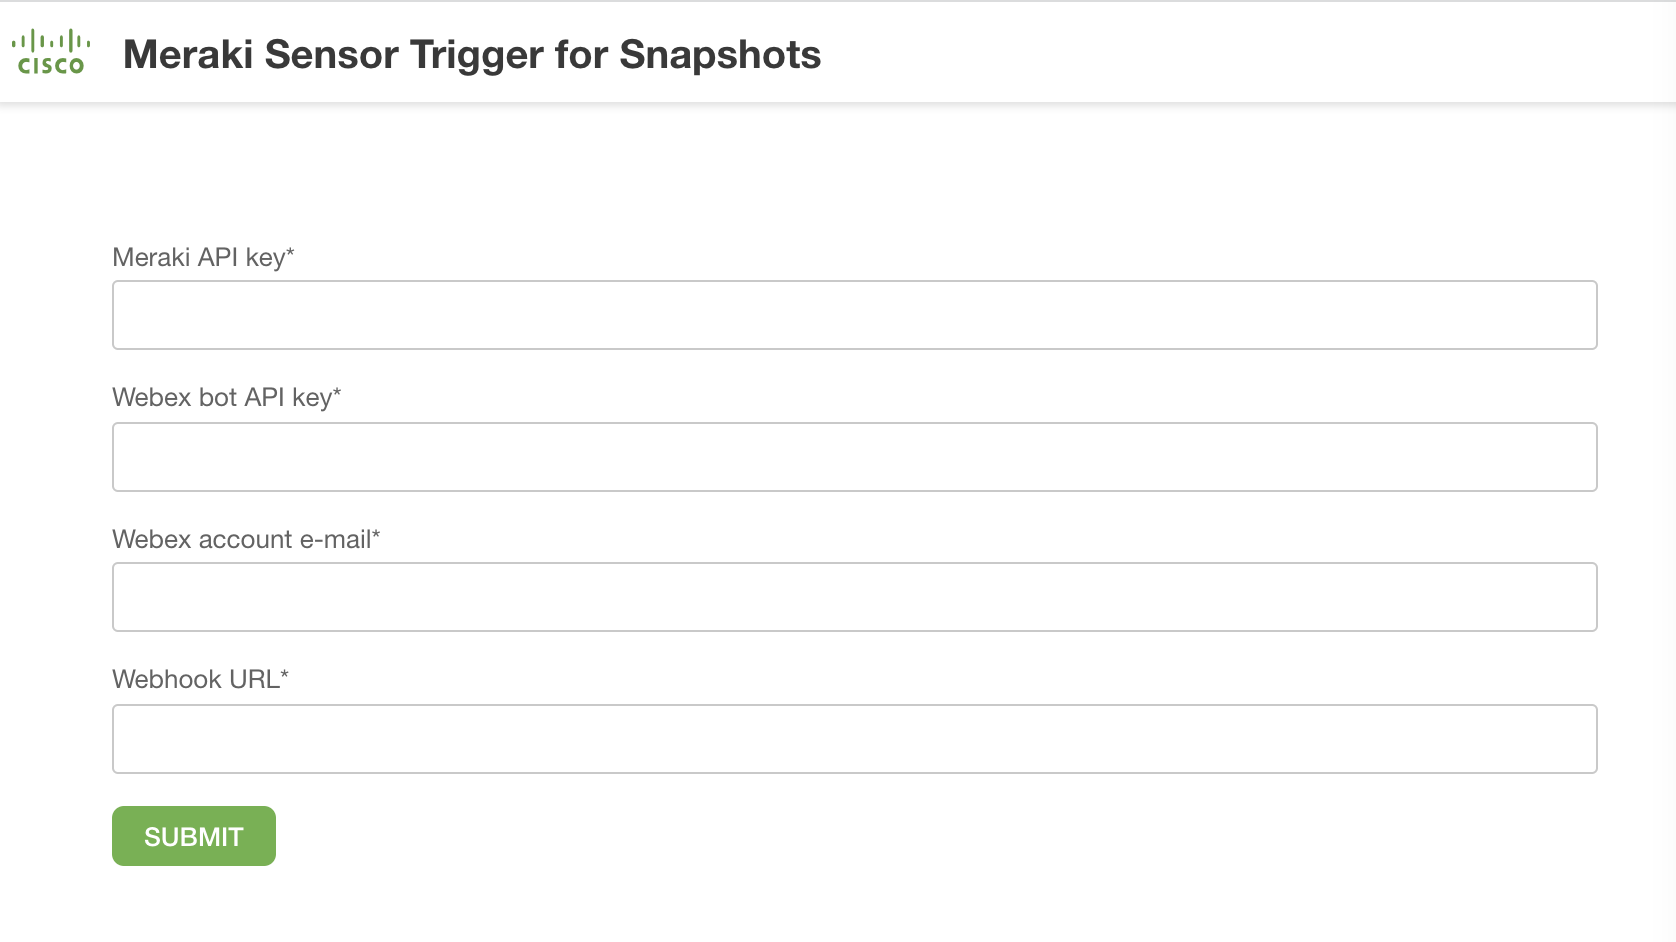 CISCO
Meraki Sensor Trigger for Snapshots
Meraki API key*
Webex bot API key*
Webex account e-mail*
Webhook URL*
SUBMIT